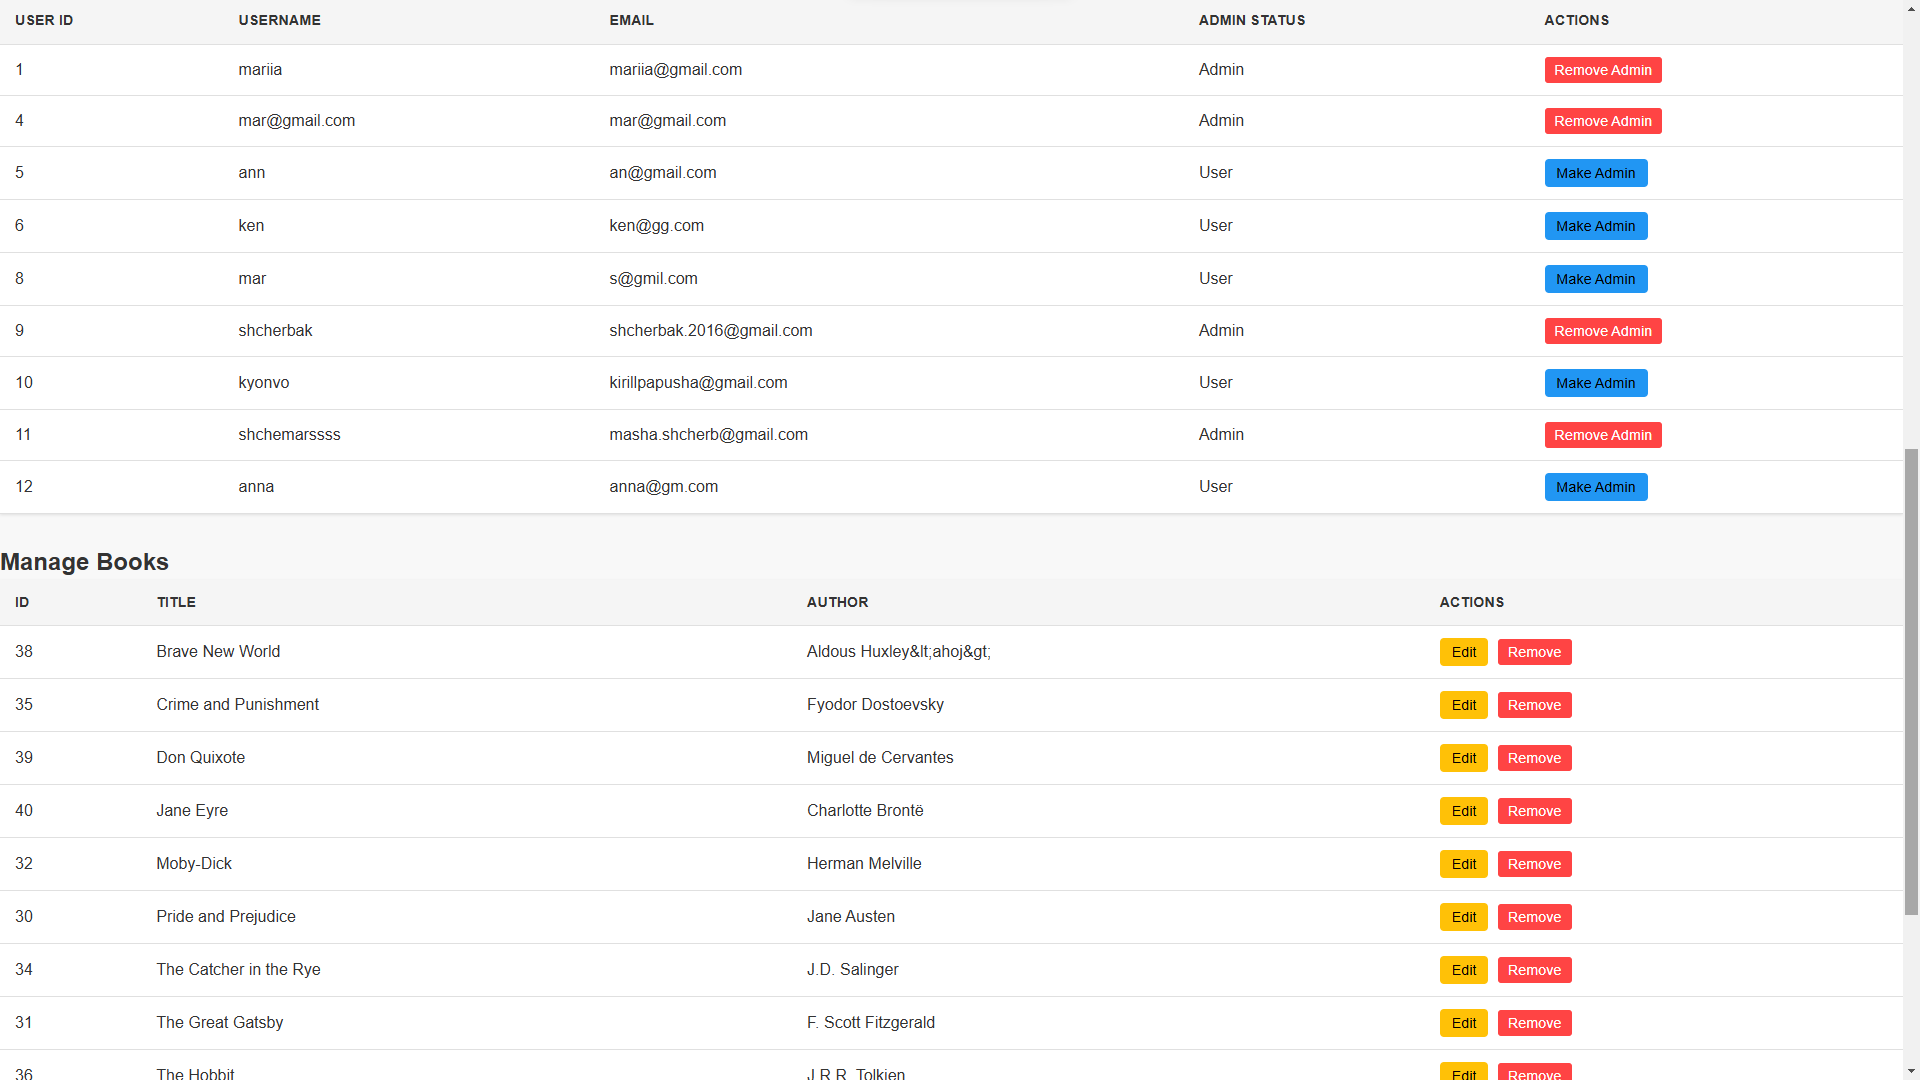 USER ID USERNAME EMAIL ADMIN STATUS ACTIONS
1 mariia mariia@gmail.com Admin Remove Admin
4 mar@gmail.com mar@gmail.com Admin Remove Admin
5 ann an@gmail.com User Make Admin
6 ken ken@gg.com User Make Admin
8 mar s@gmil.com User Make Admin
9 shcherbak shcherbak.2016@gmail.com Admin Remove Admin
10 kyonvo kirillpapusha@gmail.com User Make Admin
11 shchemarssss masha.shcherb@gmail.com Admin Remove Admin
12 anna anna@gm.com User Make Admin
Manage Books
ID TITLE AUTHOR ACTIONS
38 Brave New World Aldous Huxley&lt;ahoj&gt; Edit Remove
35 Crime and Punishment Fyodor Dostoevsky Edit Remove
39 Don Quixote Miguel de Cervantes Edit Remove
40 Jane Eyre Charlotte Brontë Edit Remove
32 Moby-Dick Herman Melville Edit Remove
30 Pride and Prejudice Jane Austen Edit Remove
34 The Catcher in the Rye J.D. Salinger Edit Remove
31 The Great Gatsby F. Scott Fitzgerald Edit Remove
36 The Hobbit J.R.R. Tolkien Edit Remove